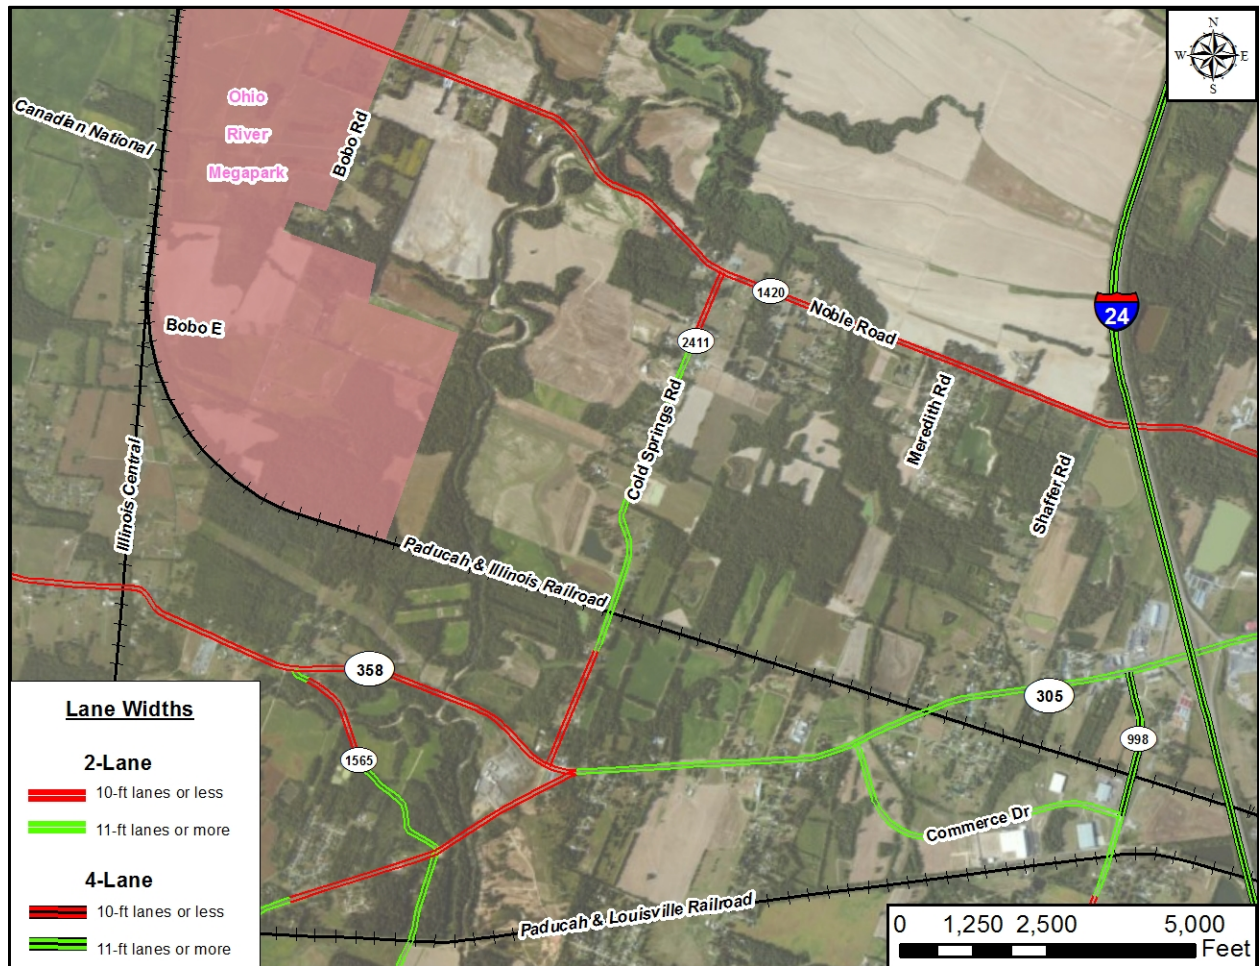 N
W E
S
Ohio
River
Megapark
Canadian National
Bobo Rd
1420
Noble Road
24
Bobo E
2411
Cold Springs Rd
Meredith Rd
Shaffer Rd
Illinois Central
Paducah & Illinois Railroad
358
305
1565
998
Commerce Dr
Paducah & Louisville Railroad
Lane Widths
2-Lane
10-ft lanes or less
11-ft lanes or more
4-Lane
10-ft lanes or less
11-ft lanes or more
0 1,250 2,500 5,000
Feet